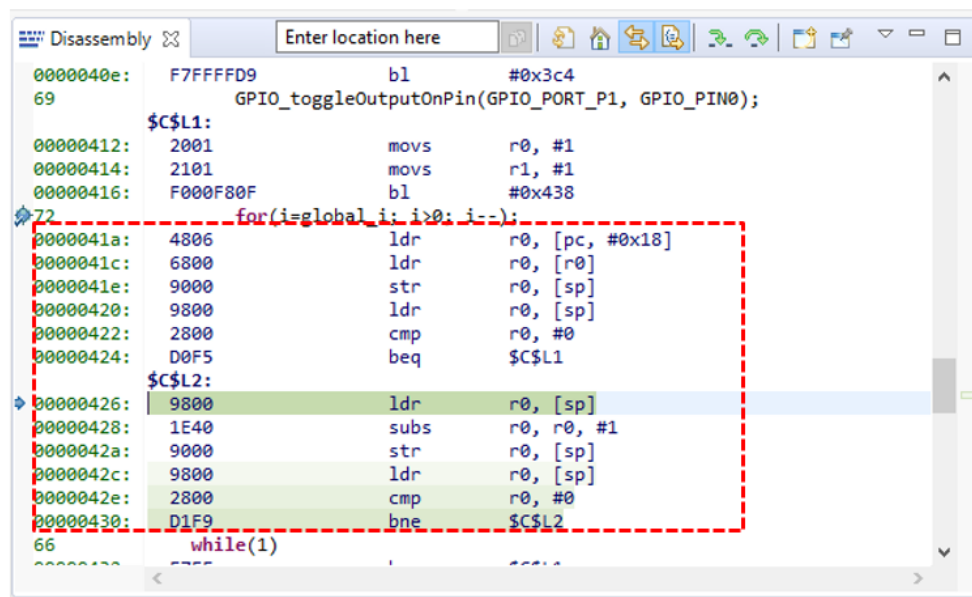 Disassembly
Enter location here
0000040e: F7FFFFD9 bl #0x3c4
69 GPIO_toggleOutputOnPin(GPIO_PORT_P1, GPIO_PIN0);
$C$L1:
00000412: 2001 movs r0, #1
00000414: 2101 movs r1, #1
00000416: F000F80F bl #0x438
72 for(i=global_i; i>0; i--);
0000041a: 4806 ldr r0, [pc, #0x18]
0000041c: 6800 ldr r0, [r0]
0000041e: 9000 str r0, [sp]
00000420: 9800 ldr r0, [sp]
00000422: 2800 cmp r0, #0
00000424: D0F5 beq $C$L1
$C$L2:
00000426: 9800 ldr r0, [sp]
00000428: 1E40 subs r0, r0, #1
0000042a: 9000 str r0, [sp]
0000042c: 9800 ldr r0, [sp]
0000042e: 2800 cmp r0, #0
00000430: D1F9 bne $C$L2
66 while(1)